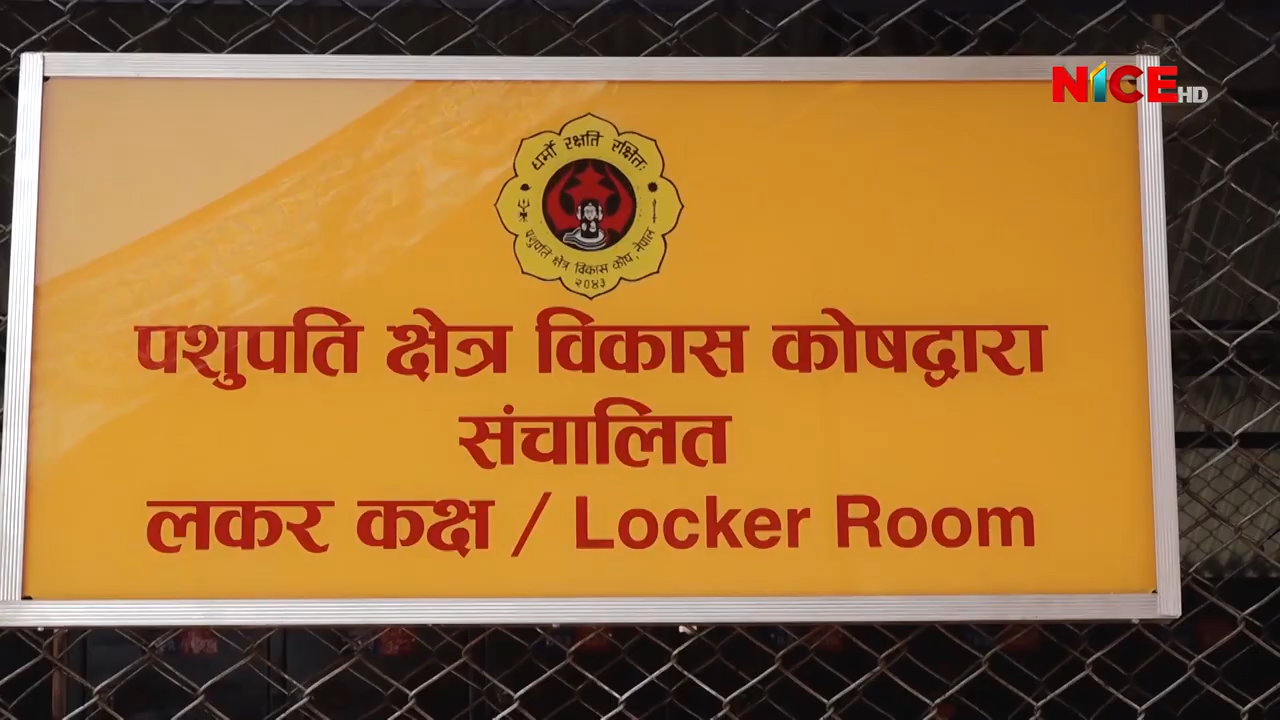 NICE HD
धर्मो रक्षति रक्षितः
पशुपति क्षेत्र विकास कोष, नेपाल
२०४३
पशुपति क्षेत्र विकास कोषद्वारा
संचालित
लकर कक्ष / Locker Room